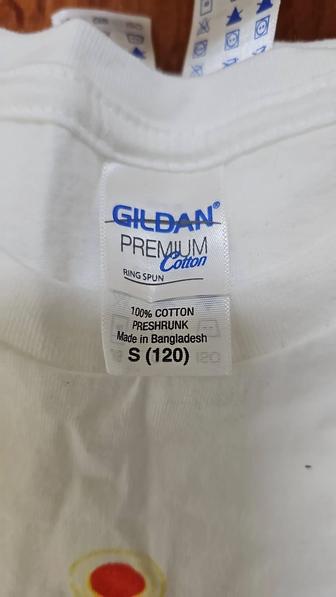 GILDAN®
PREMIUM
Cotton
RING SPUN
100% COTTON
PRESHRUNK
Made in Bangladesh
S (120)